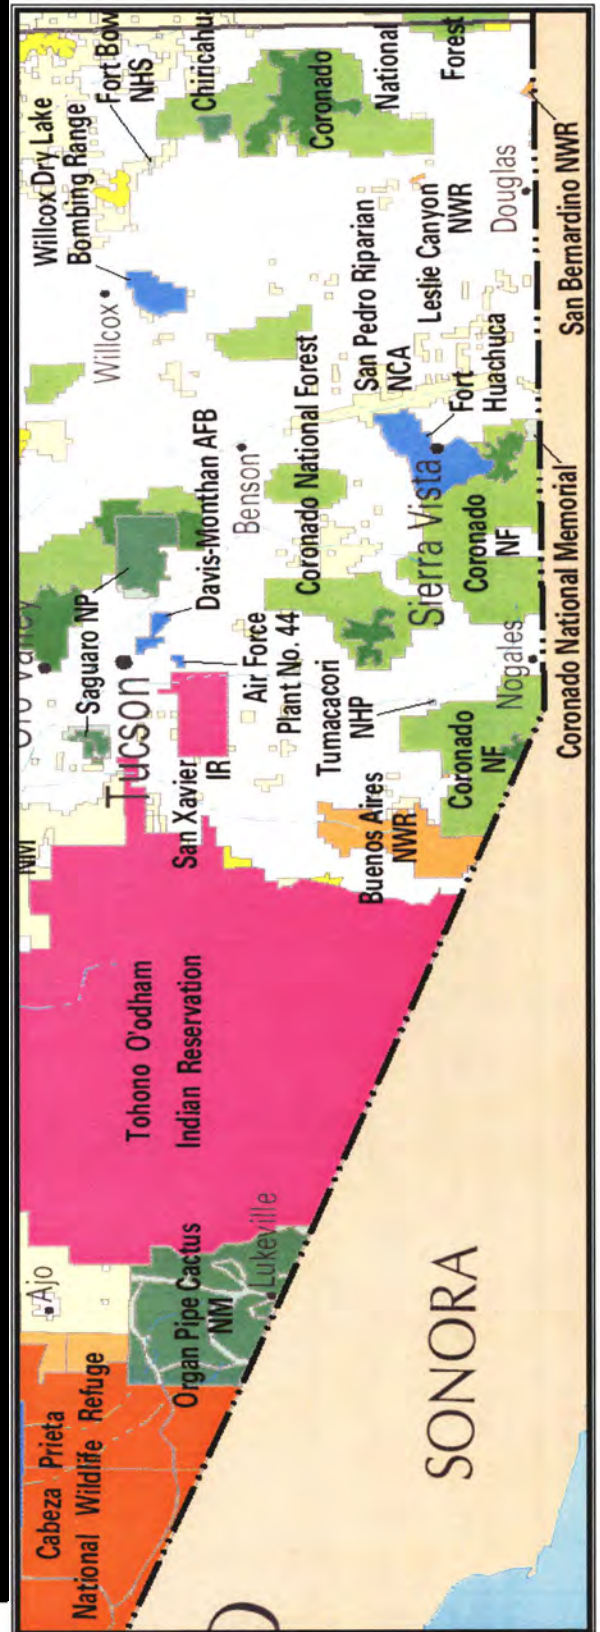 Cabeza Prieta
National Wildlife Refuge
Ajo
Organ Pipe Cactus
NM
Lukeville
Tohono O'odham
Indian Reservation
SONORA
NM
San Xavier
IR
Tucson
Saguaro NP
Davis-Monthan AFB
Air Force
Plant No. 44
Tumacacori
NHP
Buenos Aires
NWR
Coronado
NF
Nogales
Coronado National Memorial
Coronado National Forest
Benson
Sierra Vista
Coronado
NF
Fort
Huachuca
San Pedro Riparian
NCA
Willcox
Willcox Dry Lake
Bombing Range
Fort Bow
NHS
Chiricahua
Coronado
National
Forest
Leslie Canyon
NWR
Douglas
San Bernardino NWR